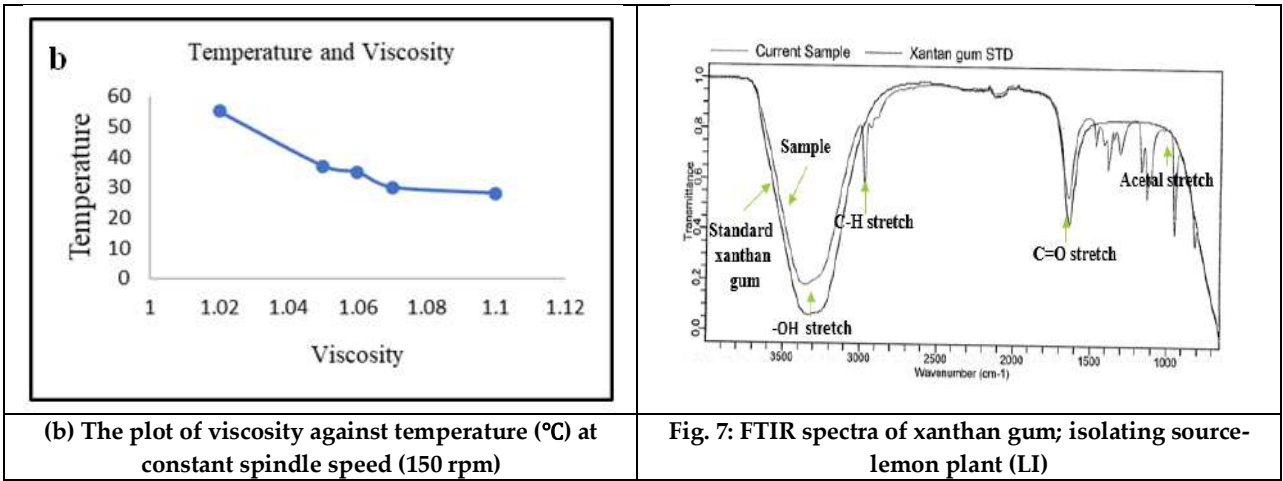 b
Temperature and Viscosity
Temperature
60
50
40
30
20
10
0
1
1.02
1.04
1.06
1.08
1.1
1.12
Viscosity
(b) The plot of viscosity against temperature (℃) at
constant spindle speed (150 rpm)
Current Sample
Xantan gum STD
Transmittance
1.0
0.8
0.6
0.4
0.2
0.0
Sample
Standard
xanthan
gum
C-H stretch
-OH stretch
C=O stretch
Acetal stretch
3500
3000
2500
2000
1500
1000
Wavenumber (cm-1)
Fig. 7: FTIR spectra of xanthan gum; isolating source-
lemon plant (LI)